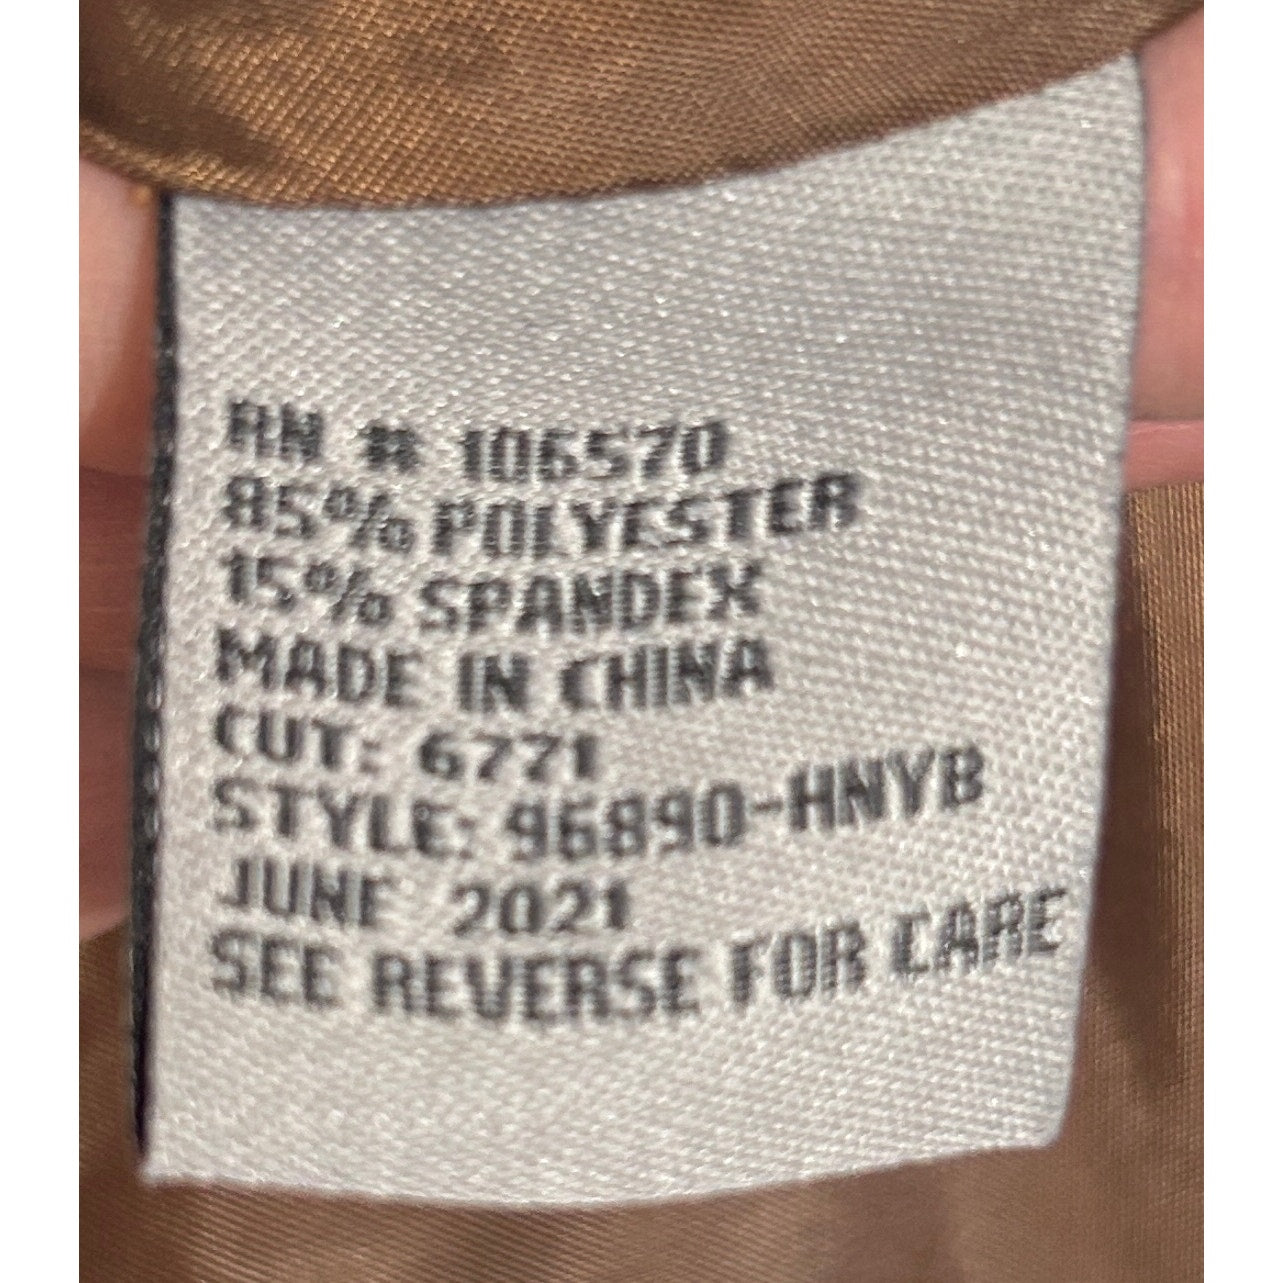 RN # 106570
85% POLYESTER
15% SPANDEX
MADE IN CHINA
CUT: 6771
STYLE: 96890-HNYB
JUNE 2021
SEE REVERSE FOR CARE